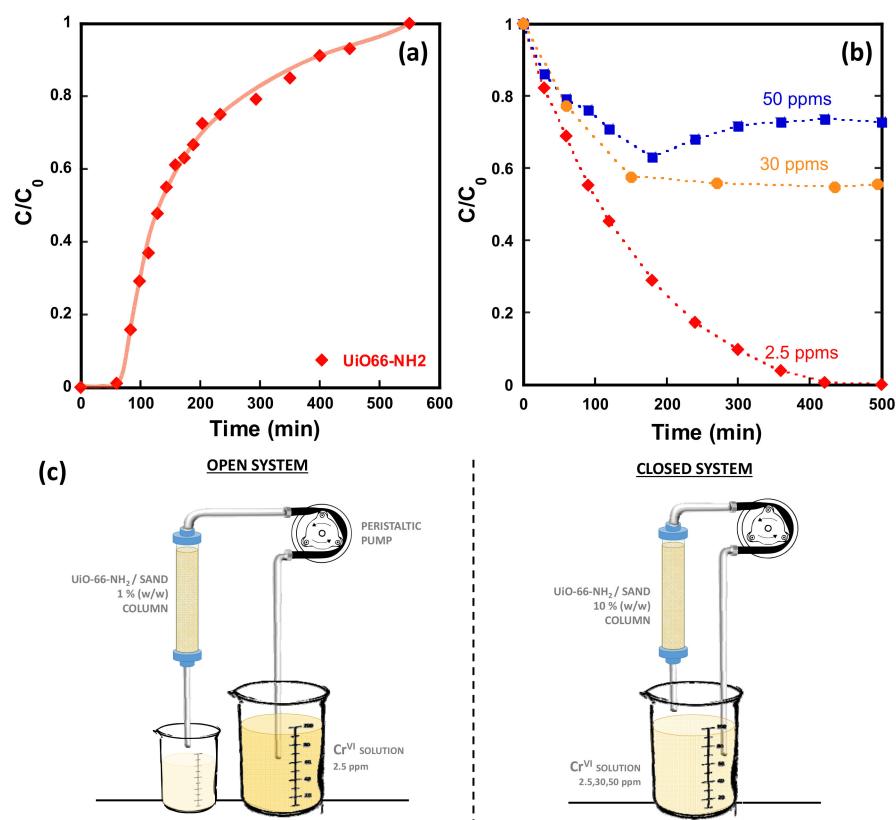 (a)
C/C0
1
0.8
0.6
0.4
0.2
0
0 100 200 300 400 500 600
Time (min)
UiO66-NH2
(b)
C/C0
1
0.8
0.6
0.4
0.2
0
0 100 200 300 400 500
Time (min)
50 ppms
30 ppms
2.5 ppms
(c)
OPEN SYSTEM
PERISTALTIC
PUMP
UiO-66-NH2 / SAND
1 % (w/w)
COLUMN
CrVI SOLUTION
2.5 ppm
CLOSED SYSTEM
UiO-66-NH2 / SAND
10 % (w/w)
COLUMN
CrVI SOLUTION
2.5,30,50 ppm